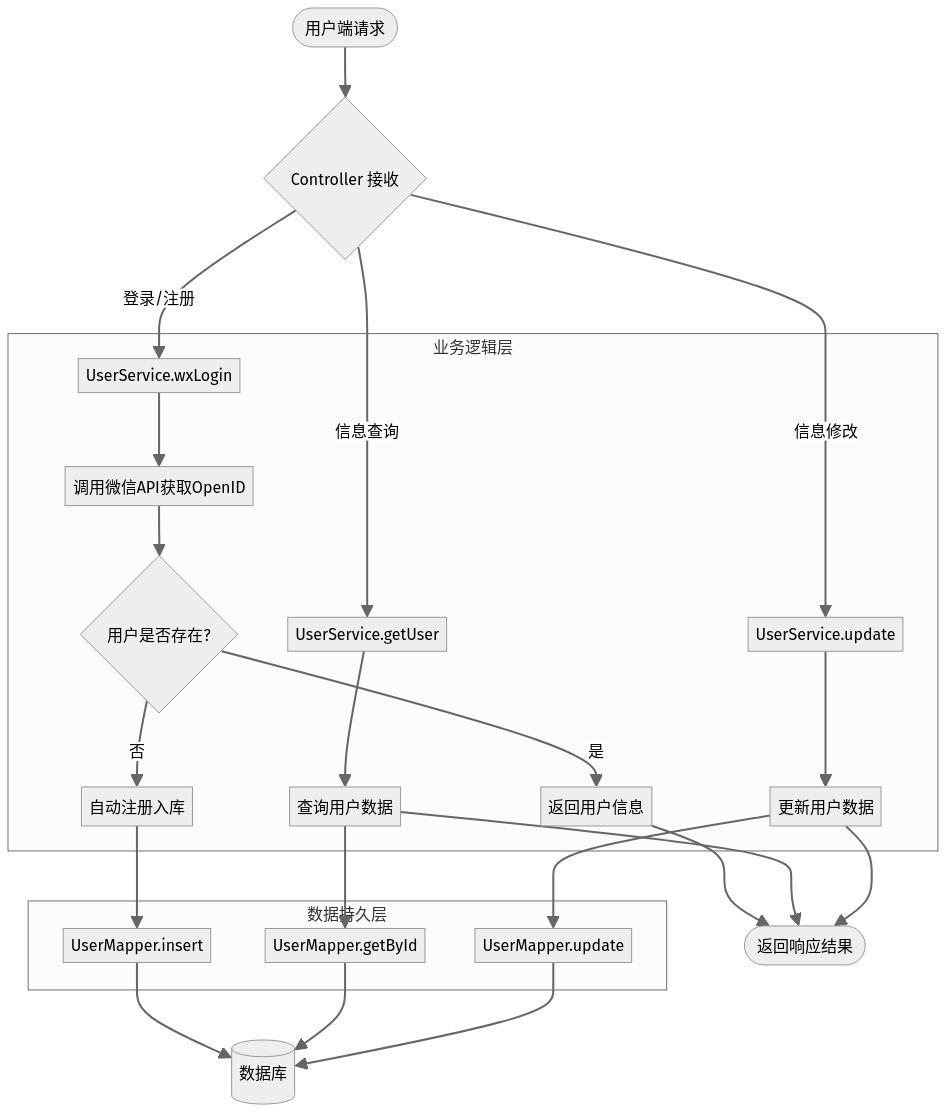 用户端请求
Controller 接收
登录/注册
业务逻辑层
UserService.wxLogin
信息查询
信息修改
调用微信API获取OpenID
用户是否存在?
UserService.getUser
UserService.update
否
是
自动注册入库
查询用户数据
返回用户信息
更新用户数据
数据持久层
UserMapper.insert
UserMapper.getById
UserMapper.update
返回响应结果
数据库